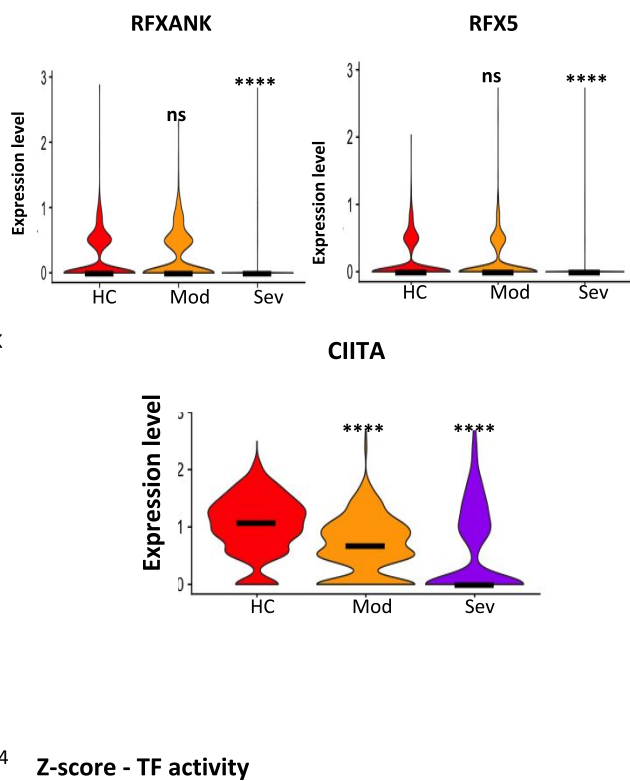 RFXANK
RFX5
Expression level
3
2
1
0
ns
****
HC
Mod
Sev
Expression level
3
2
1
0
ns
****
HC
Mod
Sev
CIITA
Expression level
2
1
****
****
HC
Mod
Sev
4
Z-score - TF activity